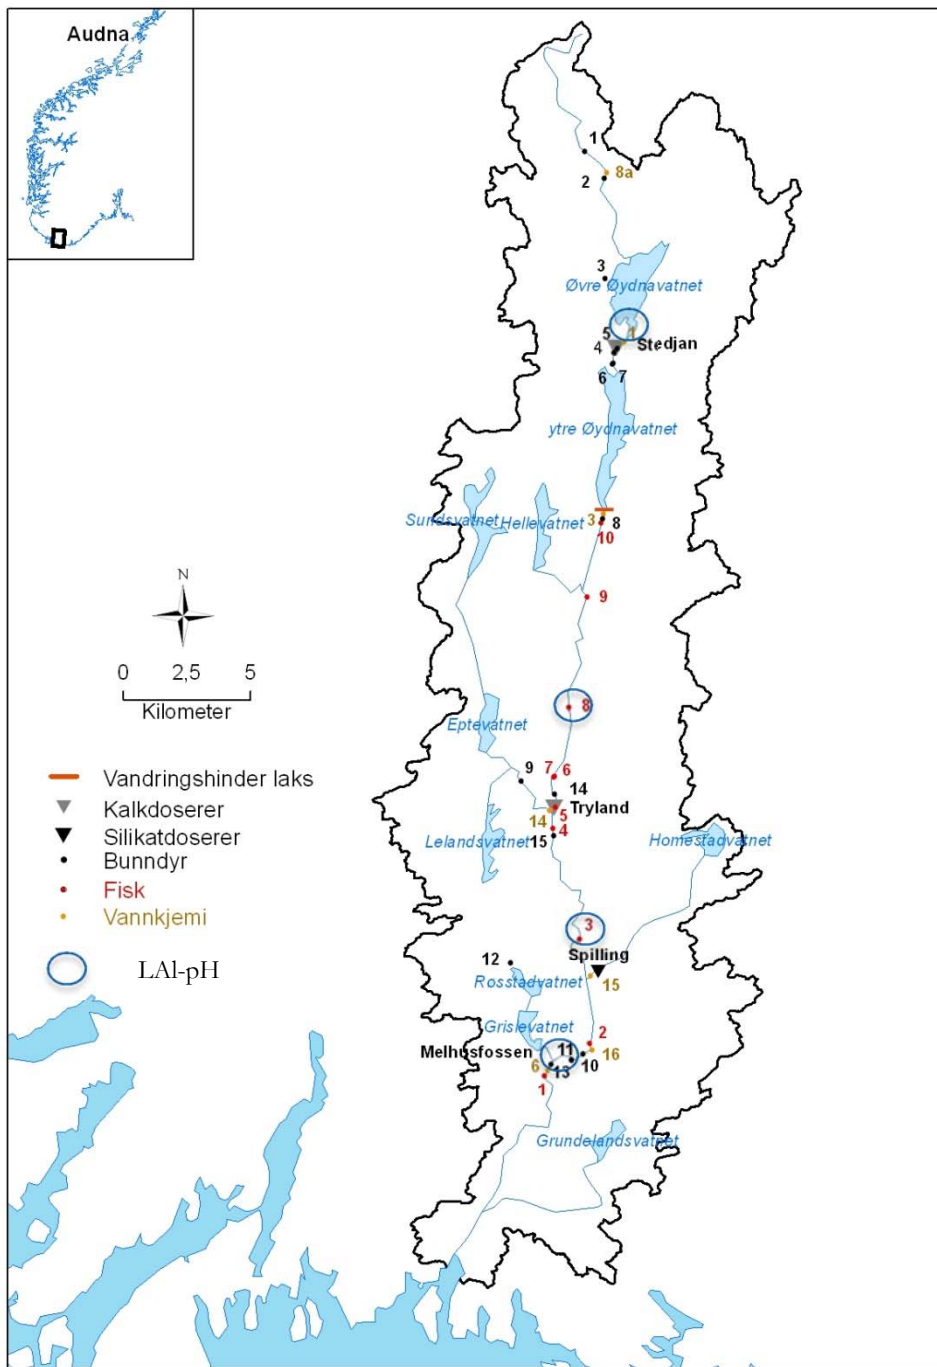 Audna
1
8a
2
3
Øvre Øydnavatnet
5
1
4
Stedjan
6 7
ytre Øydnavatnet
Sundsvatnet
Hellevatnet
3
8
10
N
9
0 2,5 5
Kilometer
8
Eptevatnet
9
7 6
14
Tryland
5
14
4
15
Lelandsvatnet
Homestadvatnet
Vandringshinder laks
Kalkdoserer
Silikatdoserer
Bunndyr
Fisk
Vannkjemi
LAl-pH
3
Spilling
12
Rosstadvatnet
15
Grislevatnet
2
Melhusfossen
11
16
6
13
10
1
Grundelandsvatnet